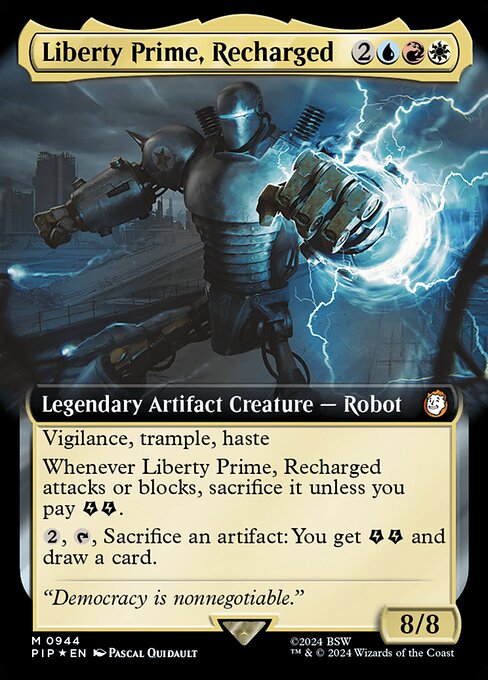 Liberty Prime, Recharged 2
Legendary Artifact Creature — Robot
Vigilance, trample, haste
Whenever Liberty Prime, Recharged
attacks or blocks, sacrifice it unless you
pay.
2, , Sacrifice an artifact: You get and
draw a card.
“Democracy is nonnegotiable.”
8/8
M 0944
PIP★EN Pascal Quidault
©2024 BSW
™ & © 2024 Wizards of the Coast